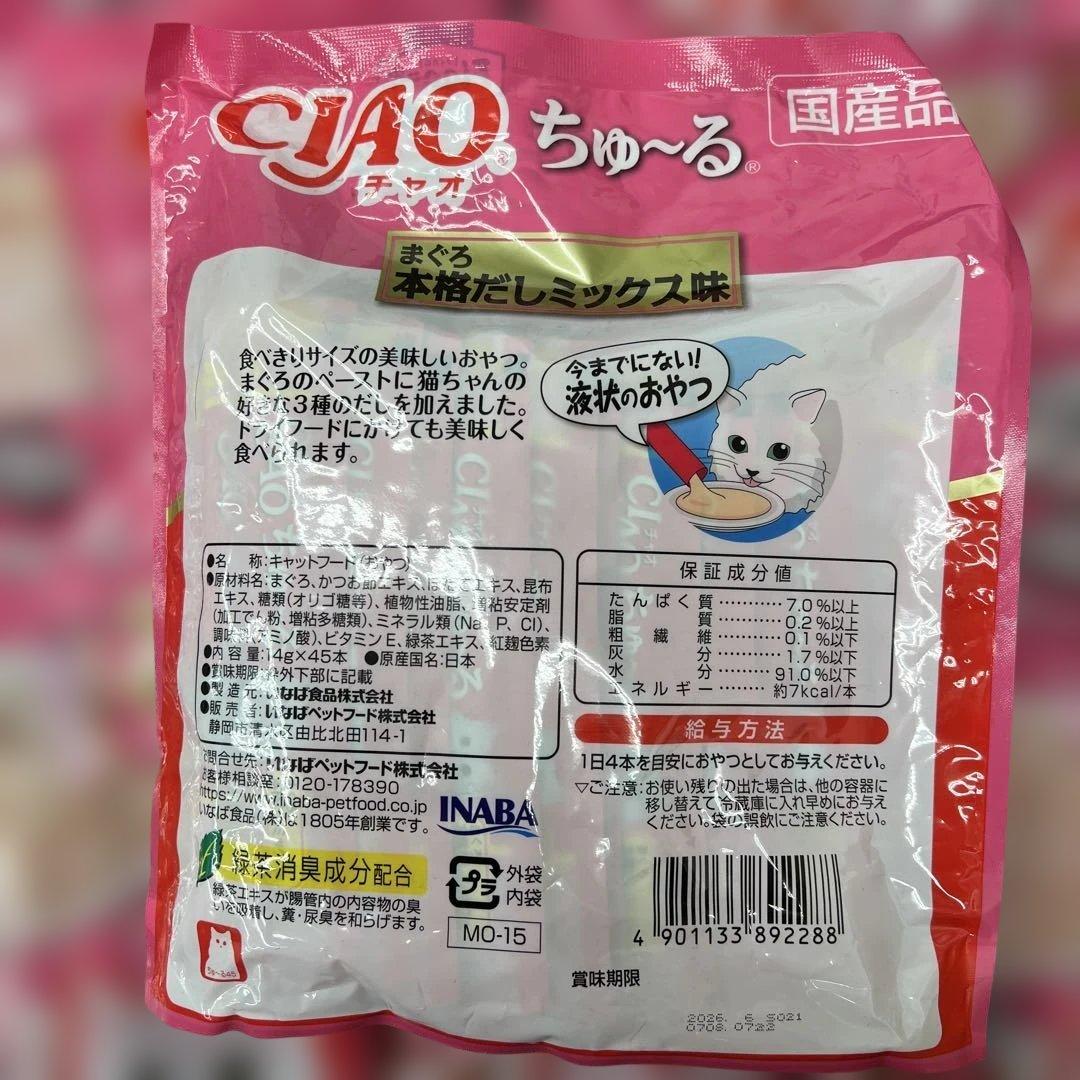 CIAO
チャオ
ちゅ～る®
国産品
まぐろ
本格だしミックス味
食べきりサイズの美味しいおやつ。
まぐろのペーストに猫ちゃんの
好きな3種のだしを加えました。
ドライフードにかけても美味しく
食べられます。
今までにない!
液状のおやつ
●名 称:キャットフード(おやつ)
●原材料名:まぐろ、かつお節エキス、ほたてエキス、昆布
エキス、糖類(オリゴ糖等)、植物性油脂、増粘安定剤
(加工でん粉、増粘多糖類)、ミネラル類(Na、P、Cl)、
調味料(アミノ酸)、ビタミンE、緑茶エキス、紅麹色素
●内容量:14g×45本 ●原産国名:日本
●賞味期限:枠外下部に記載
●製造元:いなば食品株式会社
●販売者:いなばペットフード株式会社
静岡市清水区由比北田114-1
お問合せ先:いなばペットフード株式会社
お客様相談室:0120-178390
https://www.inaba-petfood.co.jp
いなば食品(株)は1805年創業です。
INABA
緑茶消臭成分配合
緑茶エキスが腸管内の内容物の臭
いを吸着し、糞・尿臭を和らげます。
ちゅ～る45
プラ
外袋
内袋
MO-15
保証成分値
たんぱく質…………7.0%以上
脂質…………0.2%以上
粗繊維…………0.1%以下
灰分…………1.7%以下
水分…………91.0%以下
エネルギー…………約7kcal/本
給与方法
1日4本を目安におやつとしてお与えください。
▽ご注意:お使い残りの出た場合は、他の容器に
移し替えて冷蔵庫に入れ早めにお与え
ください。袋の誤飲にご注意ください。
4 901133 892288
賞味期限
2026. 6 S021
0708. 0722